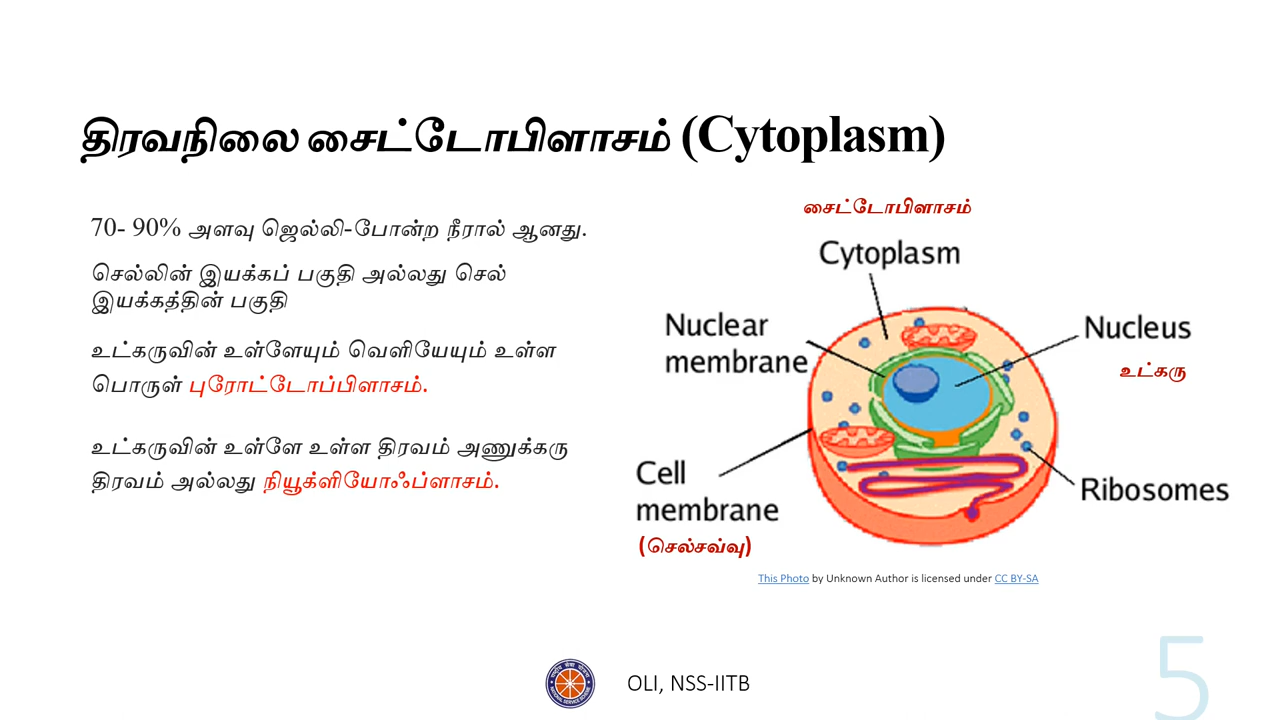 திரவநிலை சைட்டோபிளாசம் (Cytoplasm)
70- 90% அளவு ஜெல்லி-போன்ற நீரால் ஆனது.
செல்லின் இயக்கப் பகுதி அல்லது செல்
இயக்கத்தின் பகுதி
உட்கருவின் உள்ளேயும் வெளியேயும் உள்ள
பொருள் புரோட்டோப்பிளாசம்.
உட்கருவின் உள்ளே உள்ள திரவம் அணுக்கரு
திரவம் அல்லது நியூக்ளியோஃப்ளாசம்.
சைட்டோபிளாசம்
Cytoplasm
Nuclear
membrane
Nucleus
உட்கரு
Cell
membrane
(செல்சவ்வு)
Ribosomes
This Photo by Unknown Author is licensed under CC BY-SA
OLI, NSS-IITB
5